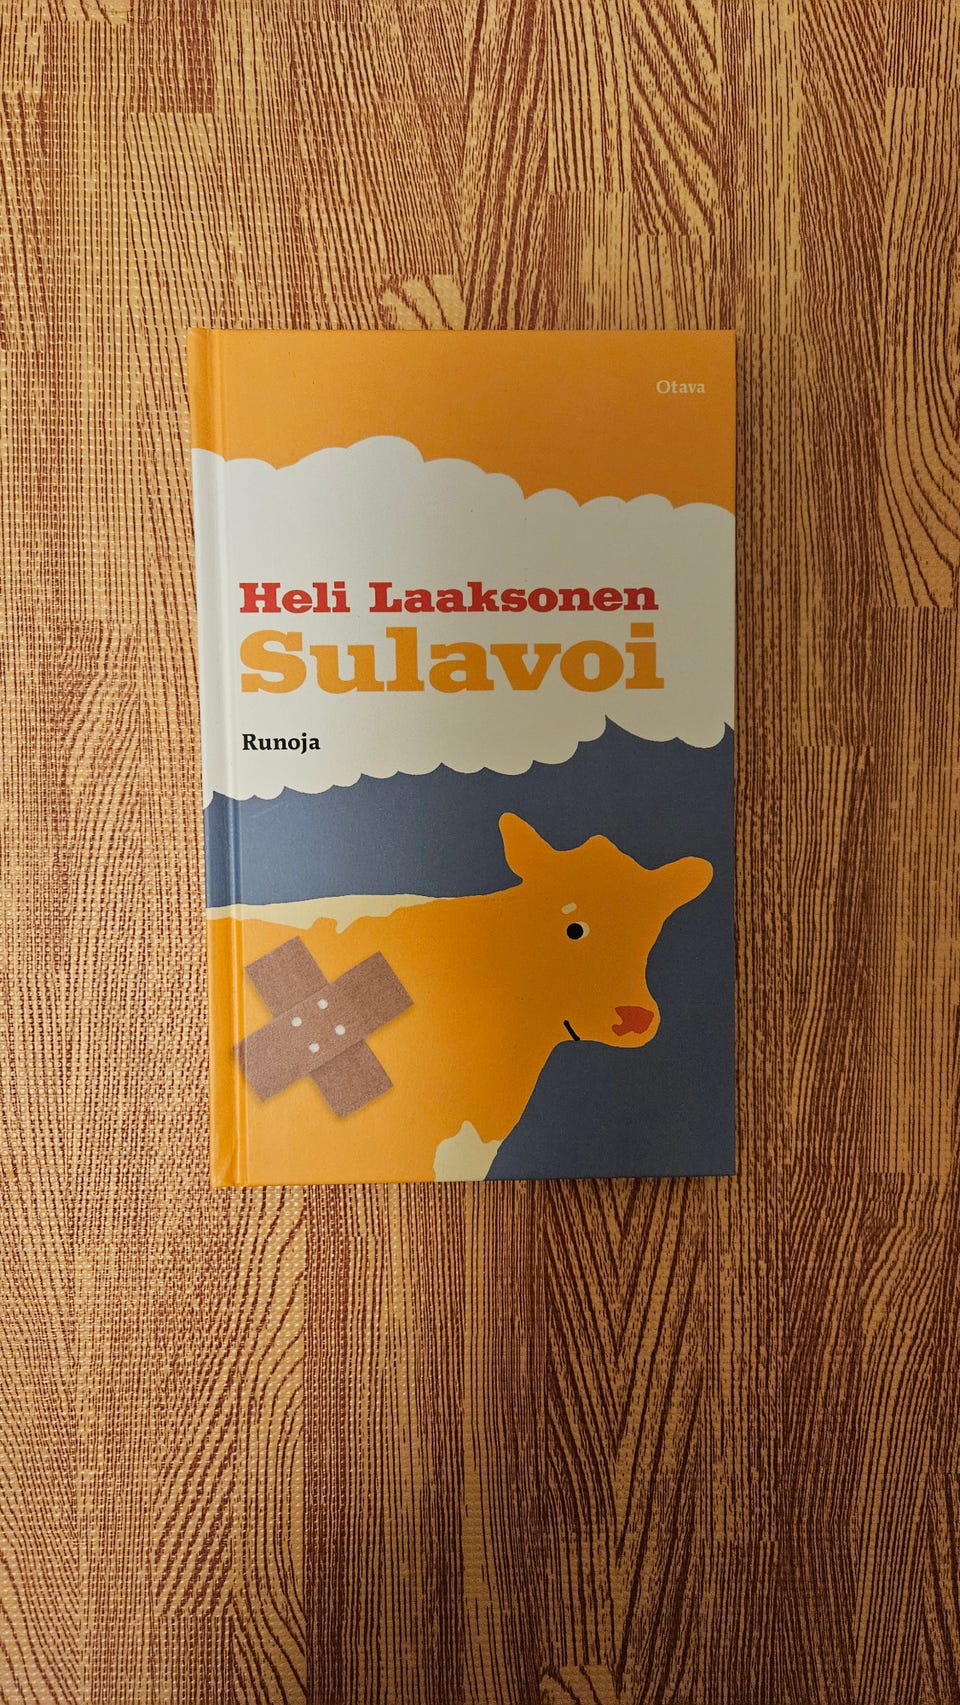 Otava
Heli Laaksonen
Sulavoi
Runoja